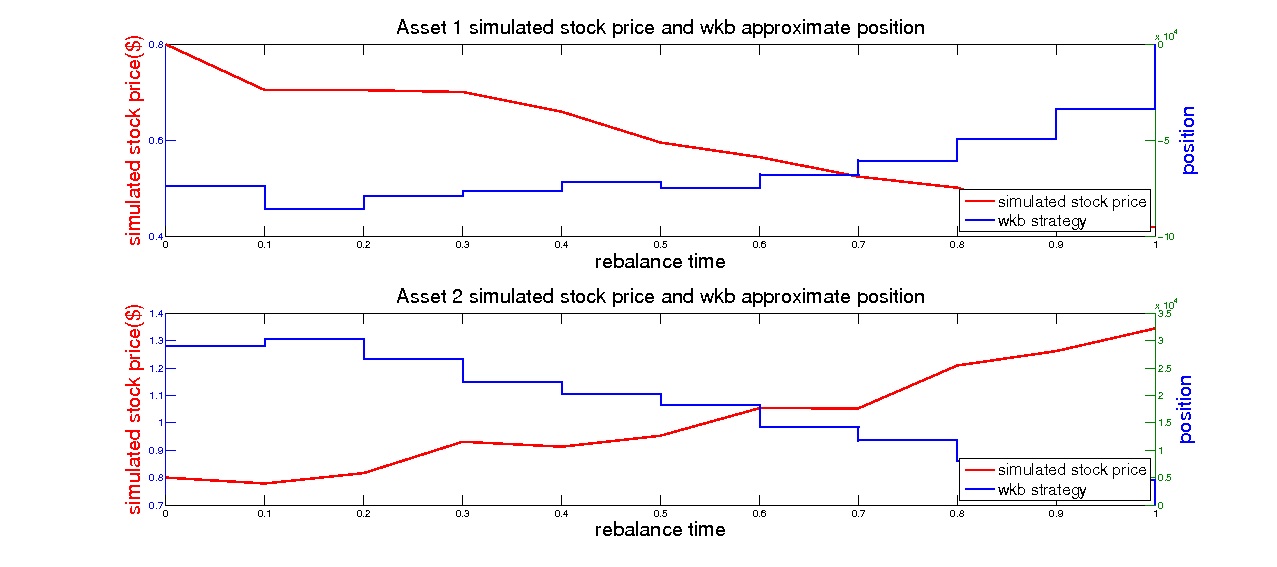 Asset 1 simulated stock price and wkb approximate position
x 10^4
simulated stock price($)
0.8
0.6
0.4
0
-5
-10
position
simulated stock price
wkb strategy
0 0.1 0.2 0.3 0.4 0.5 0.6 0.7 0.8 0.9 1
rebalance time
Asset 2 simulated stock price and wkb approximate position
x 10^4
simulated stock price($)
1.4
1.3
1.2
1.1
1
0.9
0.8
0.7
3.5
3
2.5
2
1.5
1
0.5
0
position
simulated stock price
wkb strategy
0 0.1 0.2 0.3 0.4 0.5 0.6 0.7 0.8 0.9 1
rebalance time